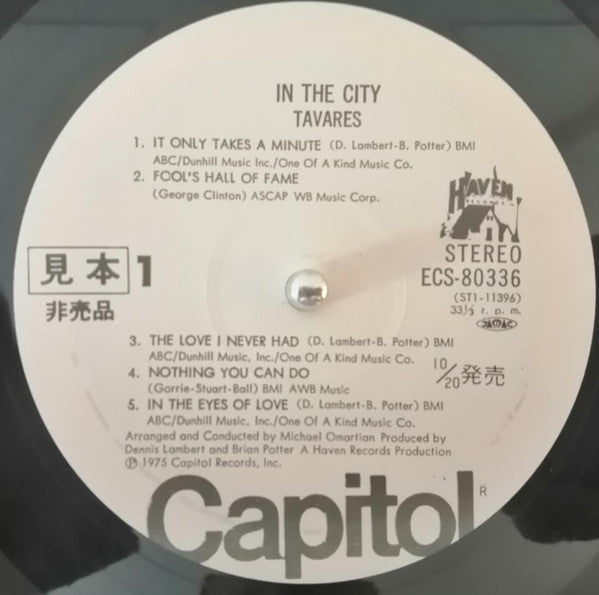 IN THE CITY
TAVARES
1. IT ONLY TAKES A MINUTE (D. Lambert-B. Potter) BMI
ABC/Dunhill Music Inc./One Of A Kind Music Co.
2. FOOL'S HALL OF FAME
(George Clinton) ASCAP WB Music Corp.
HAVEN
RECORDS
STEREO
ECS-80336
(ST1-11396)
33⅓ r. p. m.
見本 1
非売品
3. THE LOVE I NEVER HAD (D. Lambert-B. Potter) BMI
ABC/Dunhill Music, Inc./One Of A Kind Music Co.
4. NOTHING YOU CAN DO
(Gorrie-Stuart-Ball) BMI AWB Music
5. IN THE EYES OF LOVE (D. Lambert-B. Potter) BMI
ABC/Dunhill Music, Inc./One Of A Kind Music Co.
10/20発売
Arranged and Conducted by Michael Omartian Produced by
Dennis Lambert and Brian Potter A Haven Records Production
Ⓟ 1975 Capitol Records, Inc.
Capitol®